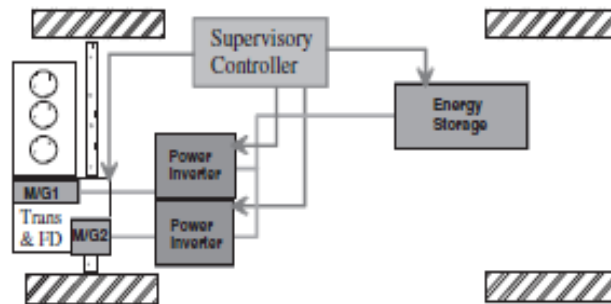 Supervisory
Controller
Energy
Storage
Power
Inverter
M/G1
Trans
& FD
M/G2
Power
Inverter